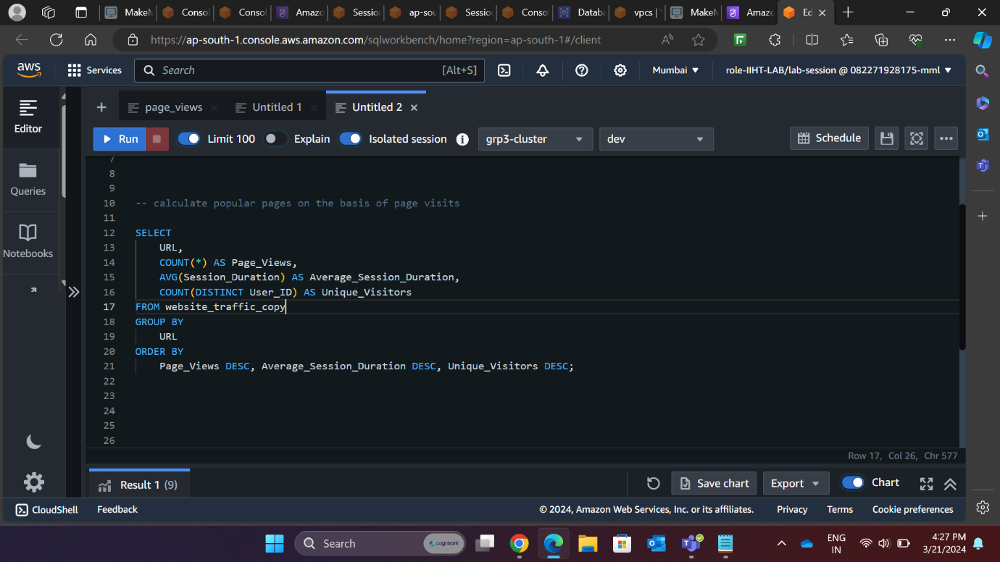 MakeM
Consol
Consol
Amazo
Session
ap-sou
Session
Consol
Databa
vpcs |
MakeM
Amazo
Ed
https://ap-south-1.console.aws.amazon.com/sqlworkbench/home?region=ap-south-1#/client
aws Services Search [Alt+S] Mumbai role-IIHT-LAB/lab-session @ 082271928175-mml
Editor
Queries
Notebooks
page_views Untitled 1 Untitled 2
Run Limit 100 Explain Isolated session grp3-cluster dev Schedule
7
8
9
10 -- calculate popular pages on the basis of page visits
11
12 SELECT
13 URL,
14 COUNT(*) AS Page_Views,
15 AVG(Session_Duration) AS Average_Session_Duration,
16 COUNT(DISTINCT User_ID) AS Unique_Visitors
17 FROM website_traffic_copy
18 GROUP BY
19 URL
20 ORDER BY
21 Page_Views DESC, Average_Session_Duration DESC, Unique_Visitors DESC;
22
23
24
25
26
Row 17, Col 26, Chr 577
Result 1 (9) Save chart Export Chart
CloudShell Feedback © 2024, Amazon Web Services, Inc. or its affiliates. Privacy Terms Cookie preferences
Search cognizant ENG 4:27 PM
IN 3/21/2024